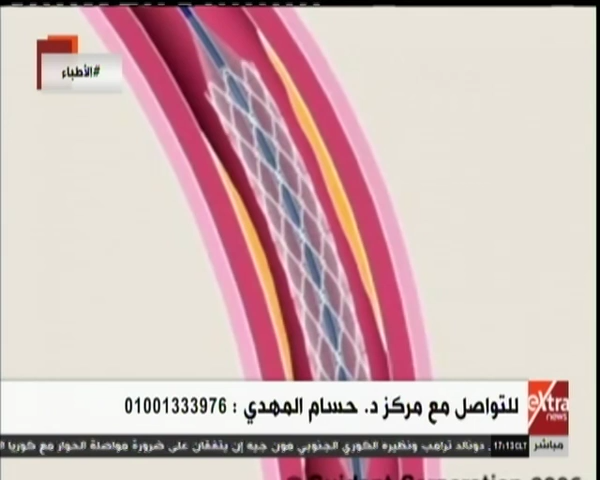 #الأطباء
للتواصل مع مركز د. حسام المهدي : 01001333976
eXtra
news
مباشر
17:13CLT
دونالد ترامب ونظيره الكوري الجنوبي مون جيه إن يتفقان على ضرورة مواصلة الحوار مع كوريا